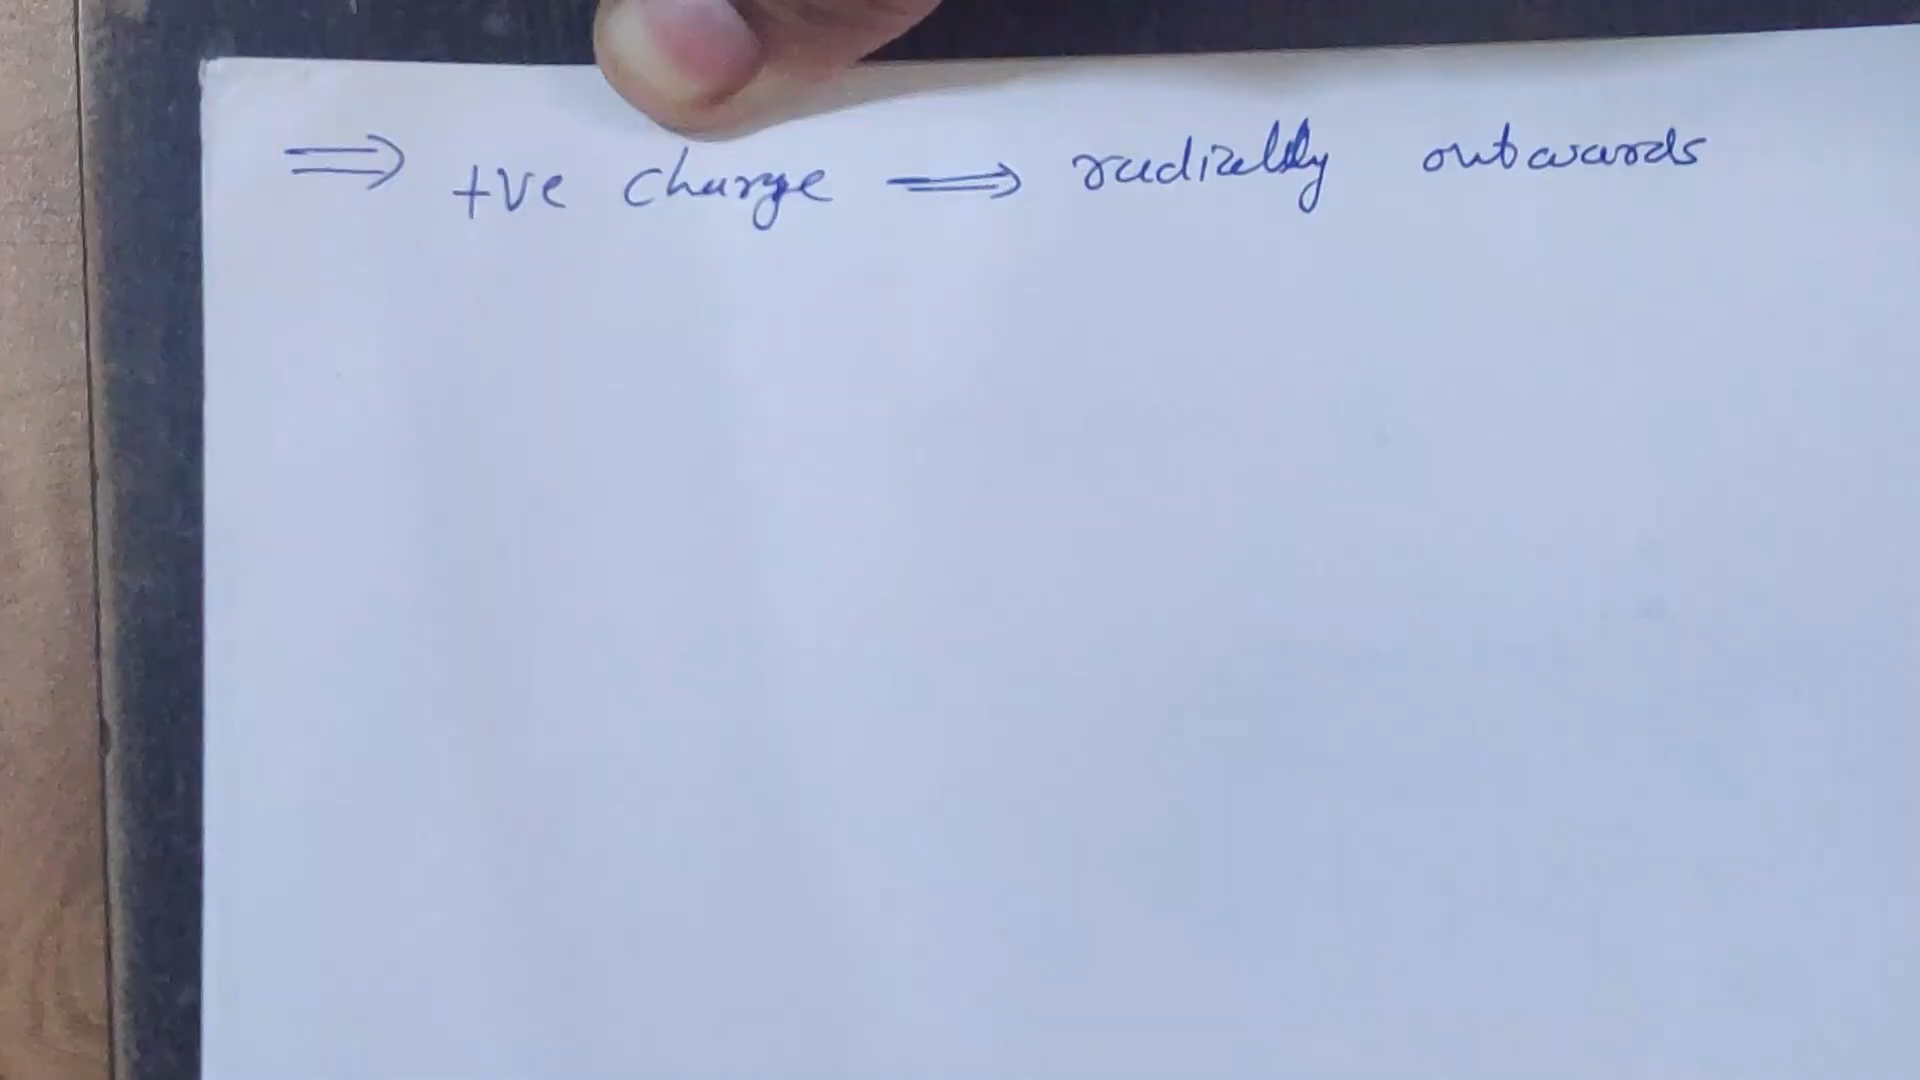 ⇒ +ve charge ⇒ radially outwards